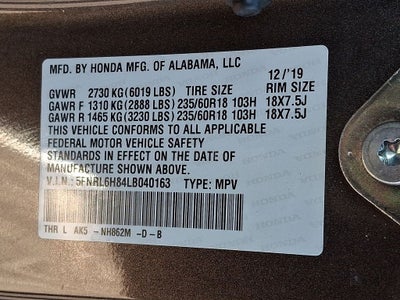 MFD. BY HONDA MFG. OF ALABAMA, LLC
12/'19
GVWR 2730 KG(6019 LBS) TIRE SIZE RIM SIZE
GAWR F 1310 KG(2888 LBS) 235/60R18 103H 18X7.5J
GAWR R 1465 KG(3230 LBS) 235/60R18 103H 18X7.5J
THIS VEHICLE CONFORMS TO ALL APPLICABLE
FEDERAL MOTOR VEHICLE SAFETY
STANDARDS IN EFFECT ON THE DATE OF
MANUFACTURE SHOWN ABOVE.
V.I.N.: 5FNRL6H84LB040163 TYPE: MPV
THR L AK5 -NH862M -D-B